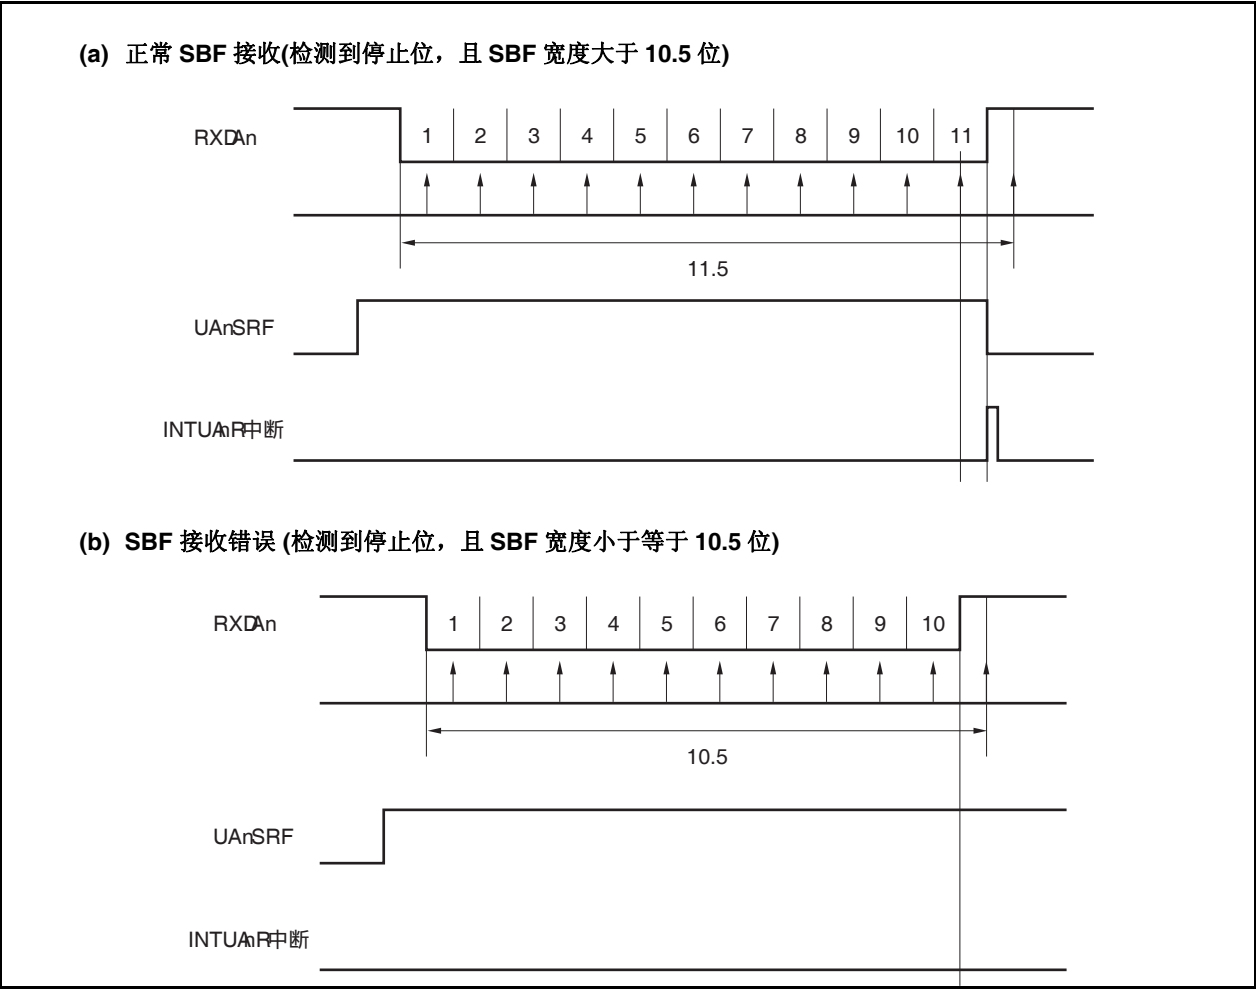 (a) 正常 SBF 接收(检测到停止位，且 SBF 宽度大于 10.5 位)
RXDAn
1 2 3 4 5 6 7 8 9 10 11
11.5
UAnSRF
INTUAnR中断
(b) SBF 接收错误 (检测到停止位，且 SBF 宽度小于等于 10.5 位)
RXDAn
1 2 3 4 5 6 7 8 9 10
10.5
UAnSRF
INTUAnR中断